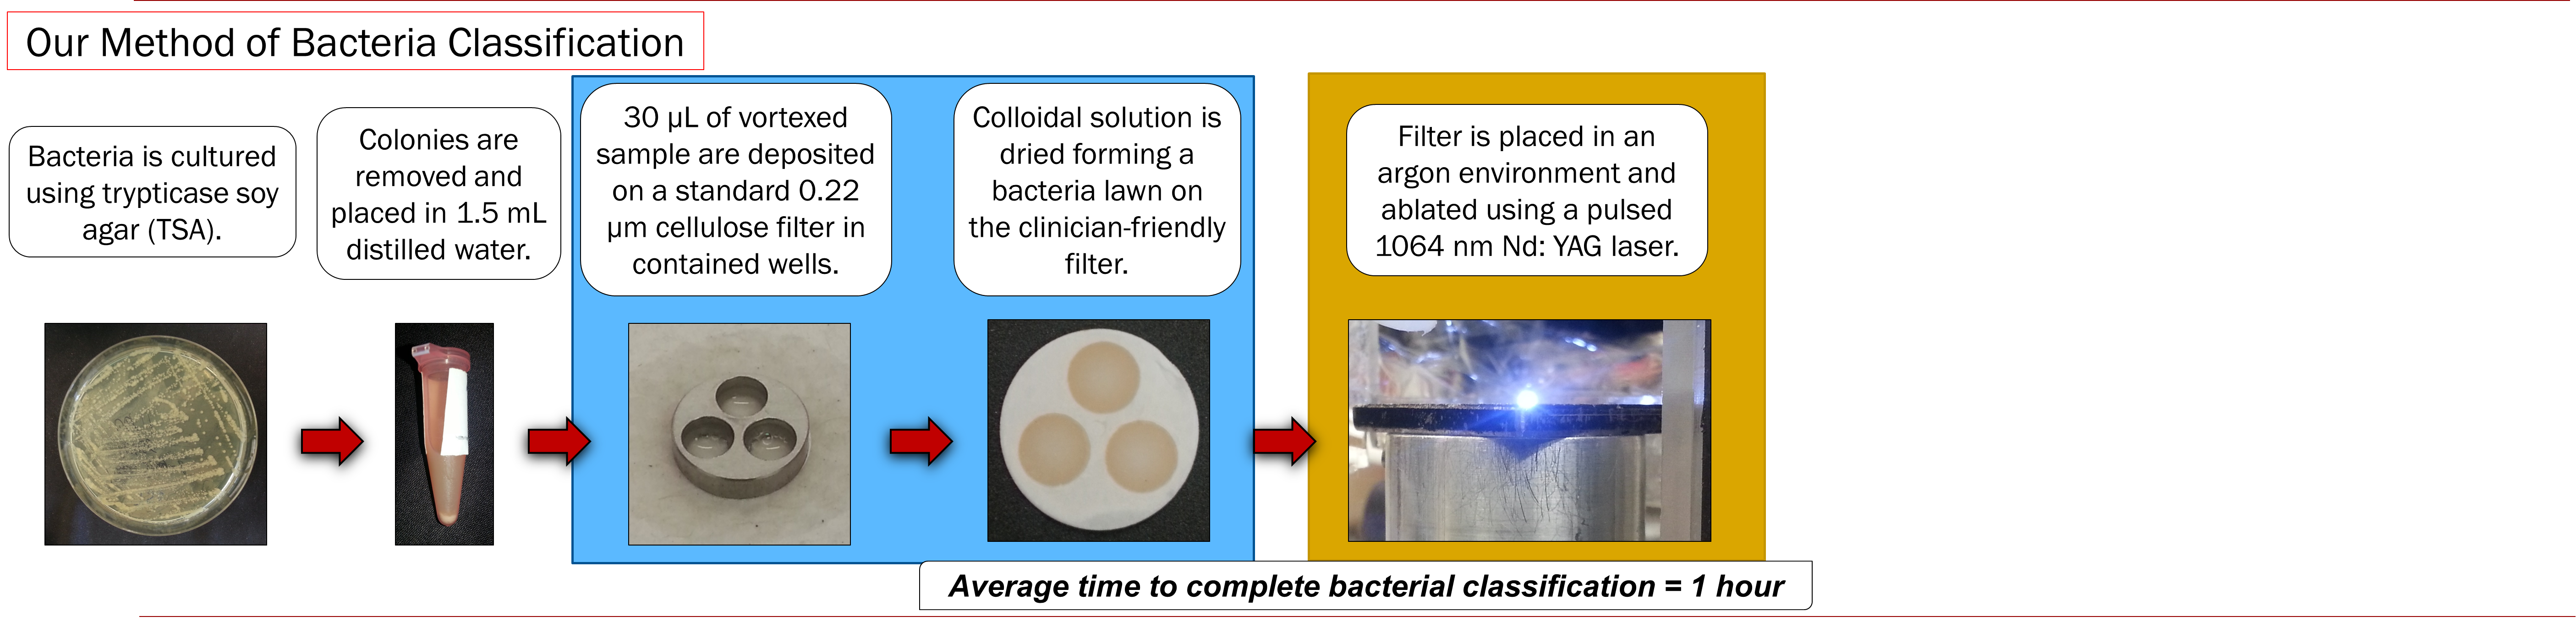 Our Method of Bacteria Classification
Bacteria is cultured
using trypticase soy
agar (TSA).
Colonies are
removed and
placed in 1.5 mL
distilled water.
30 µL of vortexed
sample are deposited
on a standard 0.22
µm cellulose filter in
contained wells.
Colloidal solution is
dried forming a
bacteria lawn on
the clinician-friendly
filter.
Filter is placed in an
argon environment and
ablated using a pulsed
1064 nm Nd: YAG laser.
Average time to complete bacterial classification = 1 hour